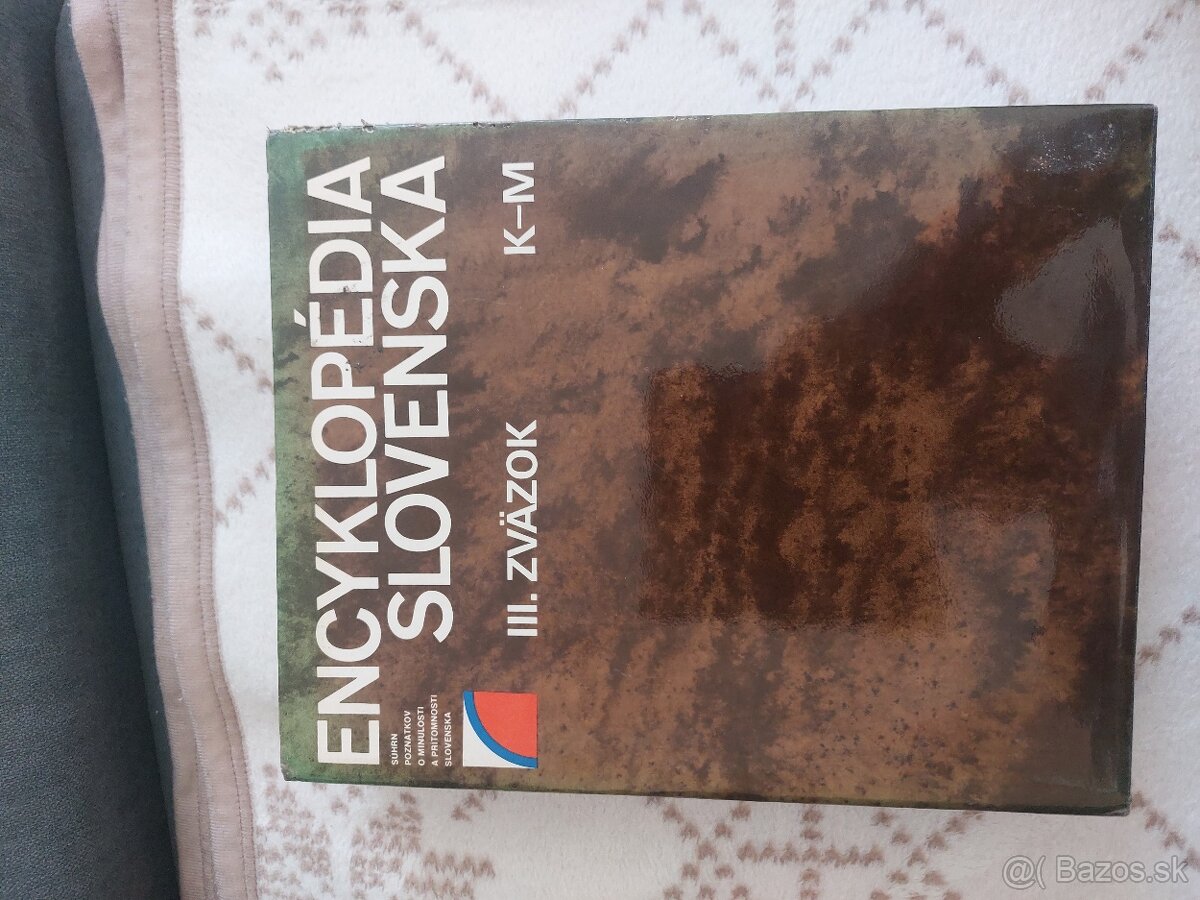 ENCYKLOPÉDIA
SLOVENSKA
SÚHRN
POZNATKOV
O MINULOSTI
A PRÍTOMNOSTI
SLOVENSKA
III. ZVÄZOK K–M
@( Bazos.sk